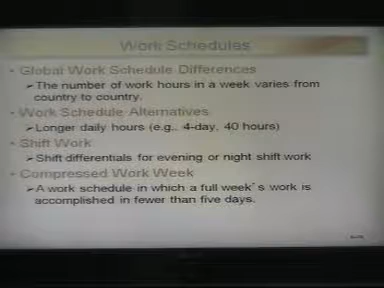 Work Schedules
• Global Work Schedule Differences
➢The number of work hours in a week varies from
country to country.
• Work Schedule Alternatives
➢Longer daily hours (e.g., 4-day, 40 hours)
• Shift Work
➢Shift differentials for evening or night shift work
• Compressed Work Week
➢A work schedule in which a full week's work is
accomplished in fewer than five days.